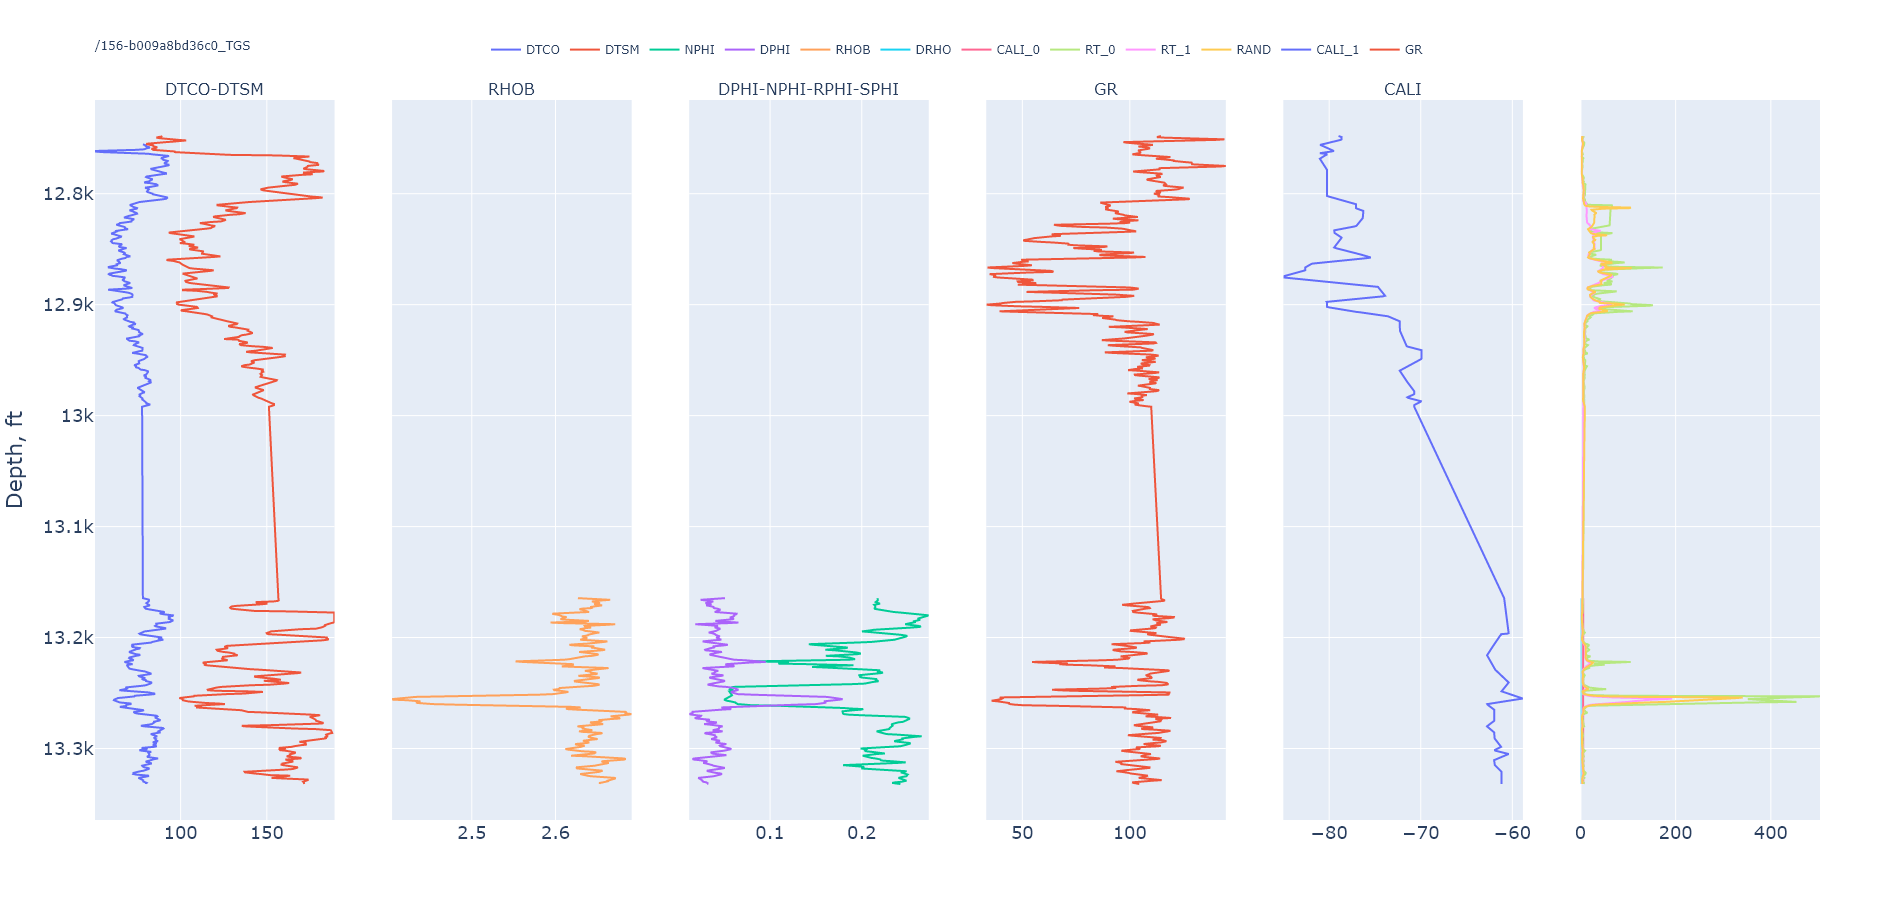 /156-b009a8bd36c0_TGS
DTCO DTSM NPHI DPHI RHOB DRHO CALI_0 RT_0 RT_1 RAND CALI_1 GR
DTCO-DTSM RHOB DPHI-NPHI-RPHI-SPHI GR CALI
12.8k
12.9k
13k
13.1k
13.2k
13.3k
Depth, ft
100 150 2.5 2.6 0.1 0.2 50 100 −80 −70 −60 0 200 400